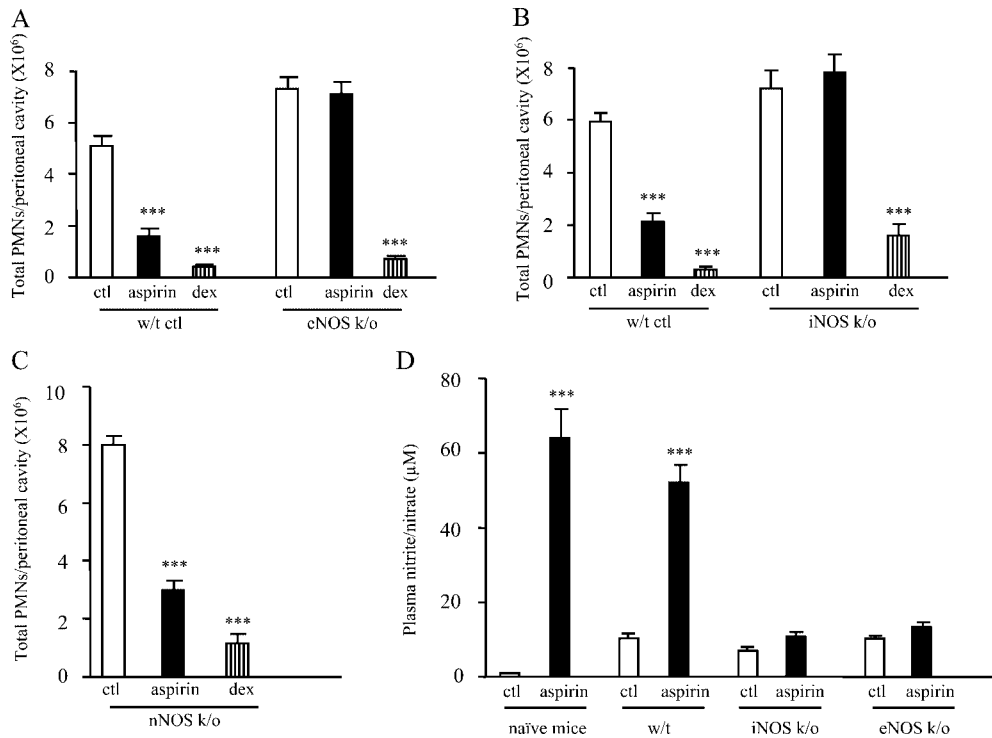 A
Total PMNs/peritoneal cavity (X10⁶)
8
6
4
2
0
***
***
***
ctl aspirin dex ctl aspirin dex
w/t ctl eNOS k/o
B
Total PMNs/peritoneal cavity (X10⁶)
8
6
4
2
0
***
***
***
ctl aspirin dex ctl aspirin dex
w/t ctl iNOS k/o
C
Total PMNs/peritoneal cavity (X10⁶)
10
8
6
4
2
0
***
***
ctl aspirin dex
nNOS k/o
D
Plasma nitrite/nitrate (µM)
80
60
40
20
0
***
***
ctl aspirin ctl aspirin ctl aspirin ctl aspirin
naïve mice w/t iNOS k/o eNOS k/o